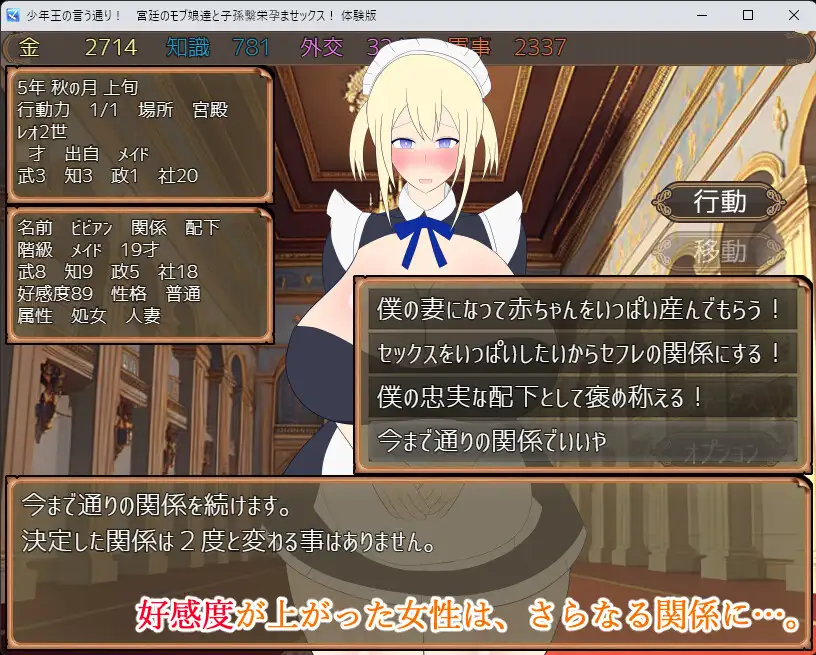 少年王の言う通り！ 宮廷のモブ娘達と子孫繫栄孕ませックス！ 体験版
金 2714 知識 781 外交 3 軍事 2337
5年 秋の月 上旬
行動力 1/1 場所 宮殿
ﾚｵ2世
才 出自 ﾒｲﾄﾞ
武3 知3 政1 社20
名前 ﾋﾞﾋﾞｱﾝ 関係 配下
階級 ﾒｲﾄﾞ 19才
武8 知9 政5 社18
好感度89 性格 普通
属性 処女 人妻
行動
移動
僕の妻になって赤ちゃんをいっぱい産んでもらう！
セックスをいっぱいしたいからセフレの関係にする！
僕の忠実な配下として褒め称える！
今まで通りの関係でいいや
オプション
今まで通りの関係を続けます。
決定した関係は２度と変わる事はありません。
好感度が上がった女性は、さらなる関係に…。